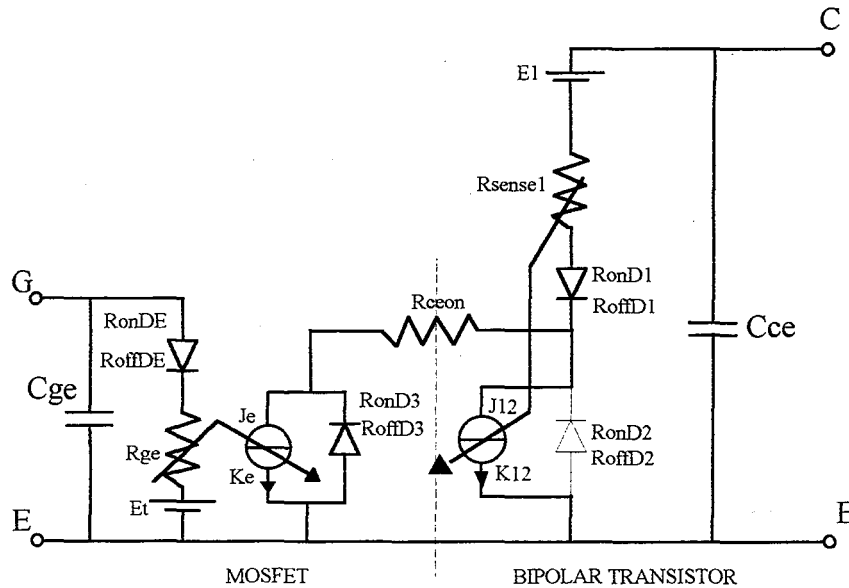 C
E1
Rsense1
G
RonDE
RoffDE
Rceon
RonD1
RoffD1
Cce
Cge
Je
RonD3
RoffD3
J12
RonD2
RoffD2
Rge
Ke
K12
Et
E
E
MOSFET
BIPOLAR TRANSISTOR